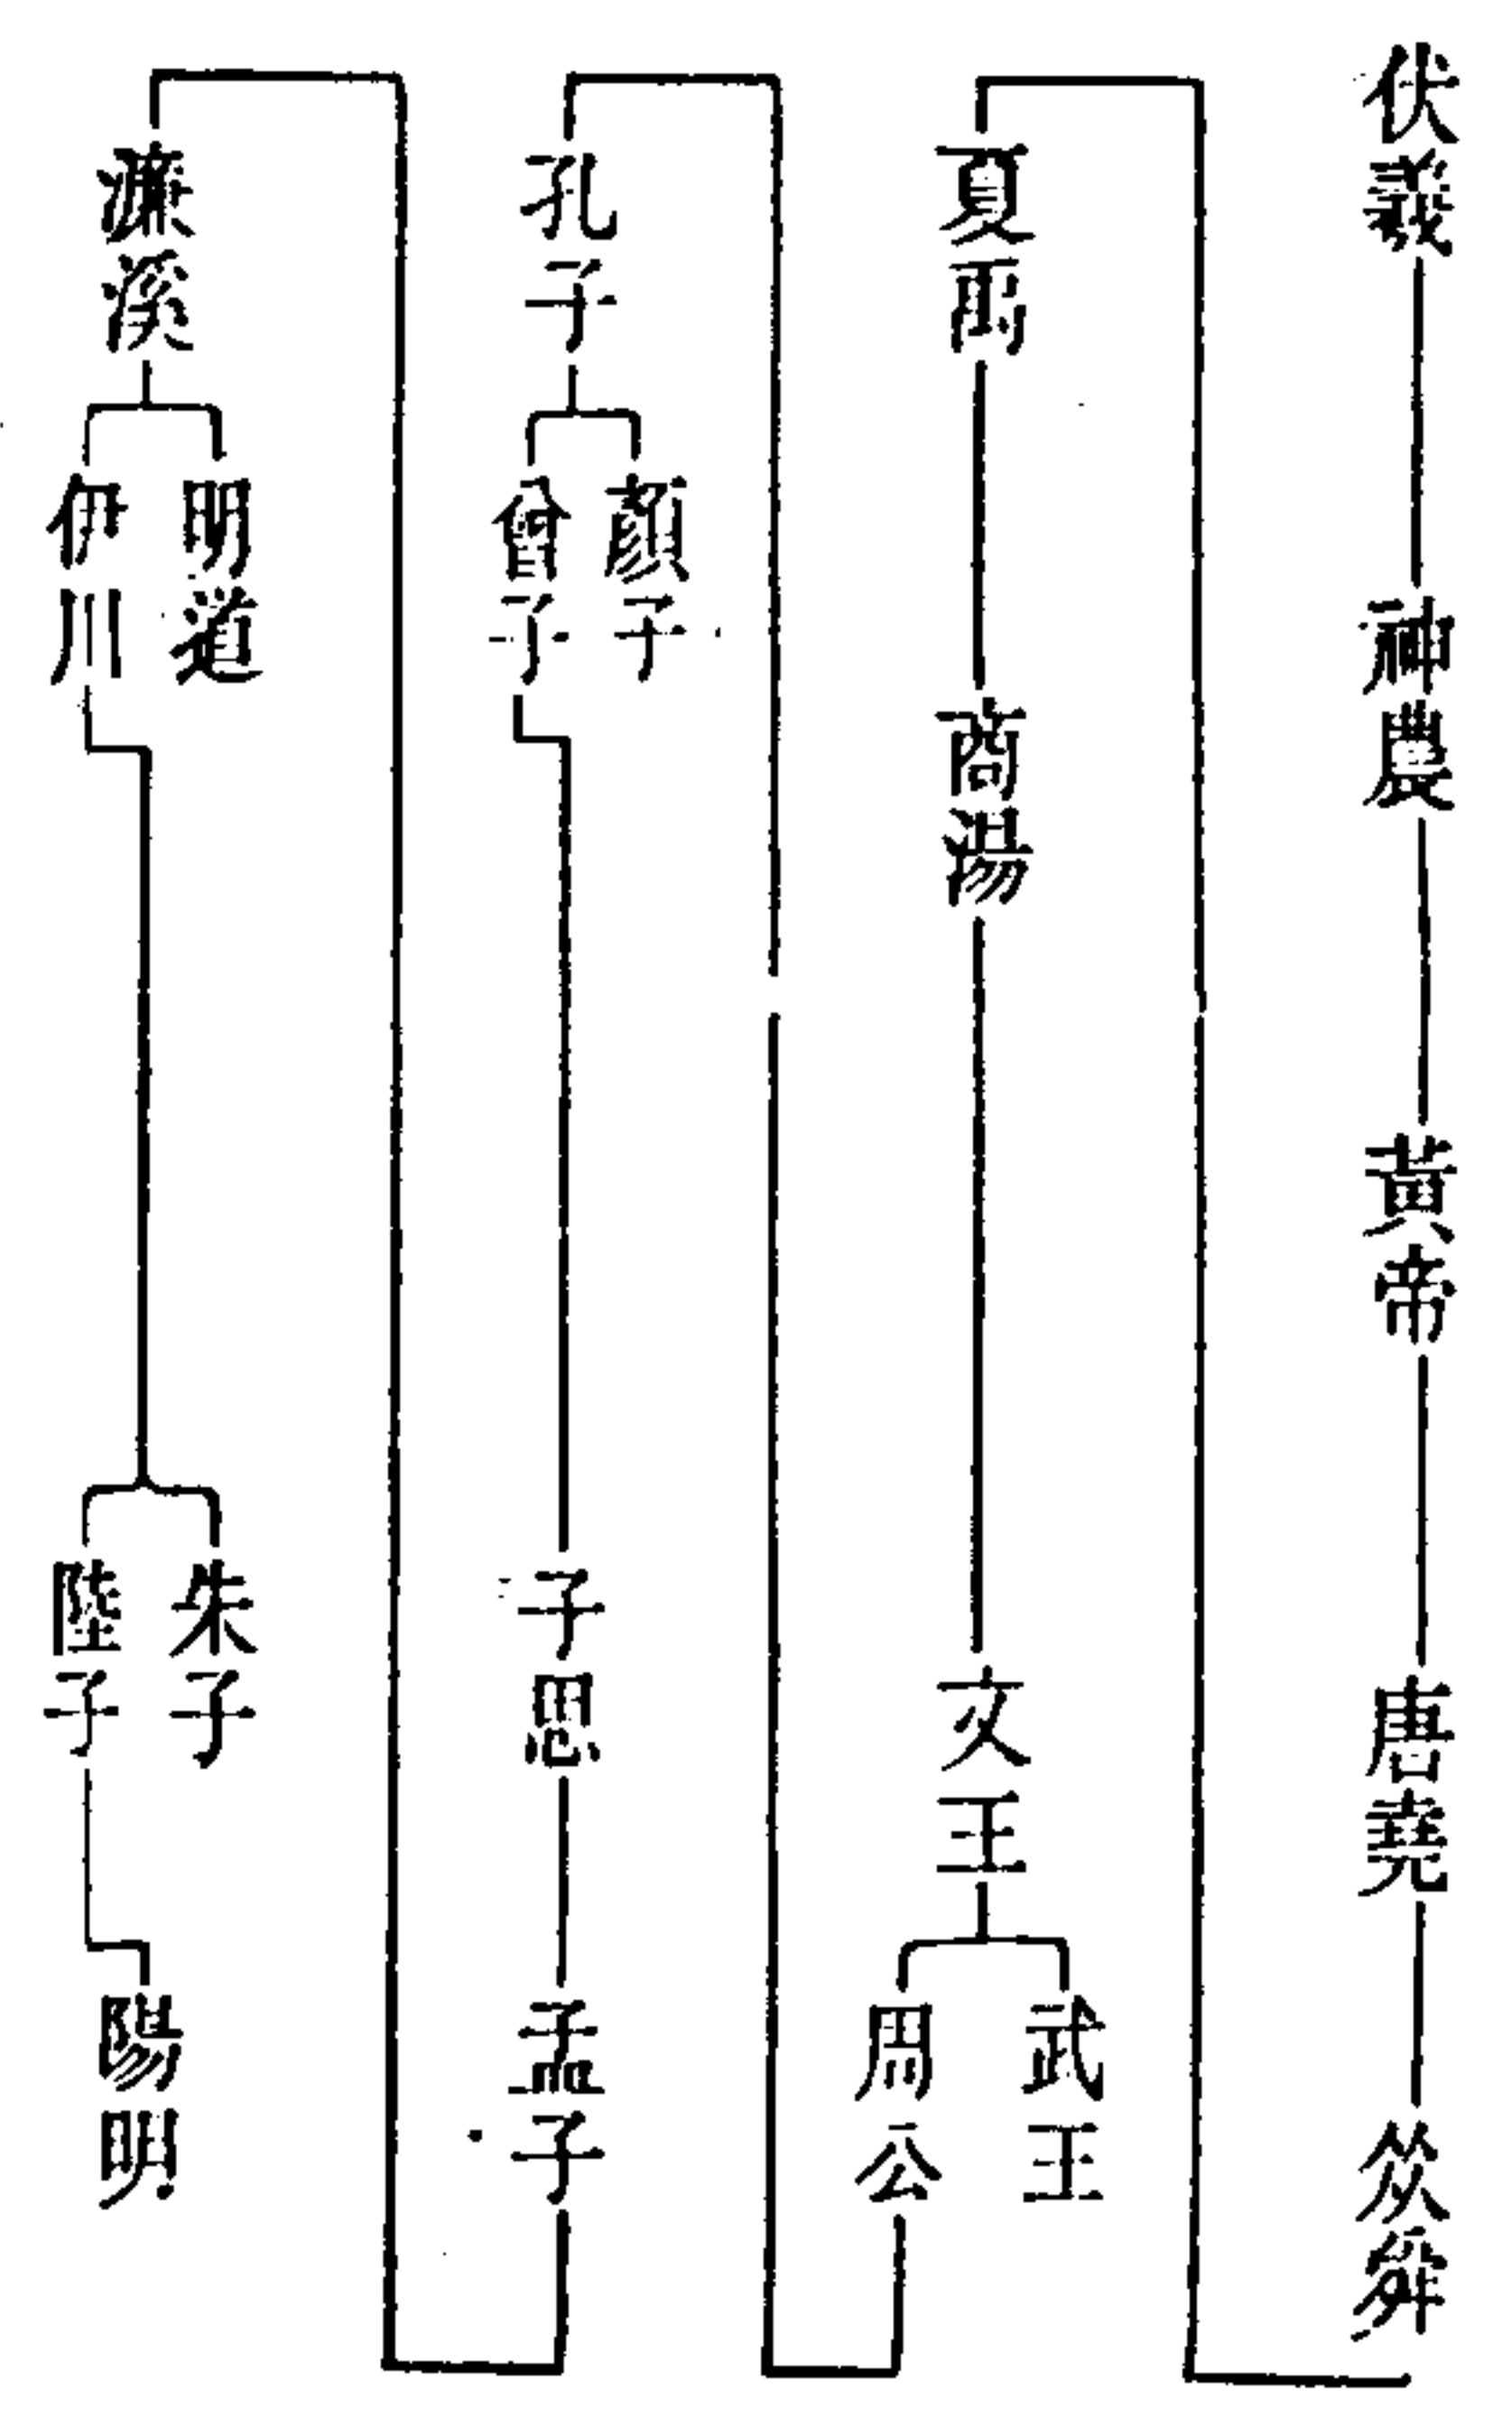 伏羲
神農
黃帝
唐堯
舜
夏禹
商湯
文王
武王
周公
孔子
顏子
曾子
子思
孟子
濂溪
明道
伊川
朱子
陸子
陽明